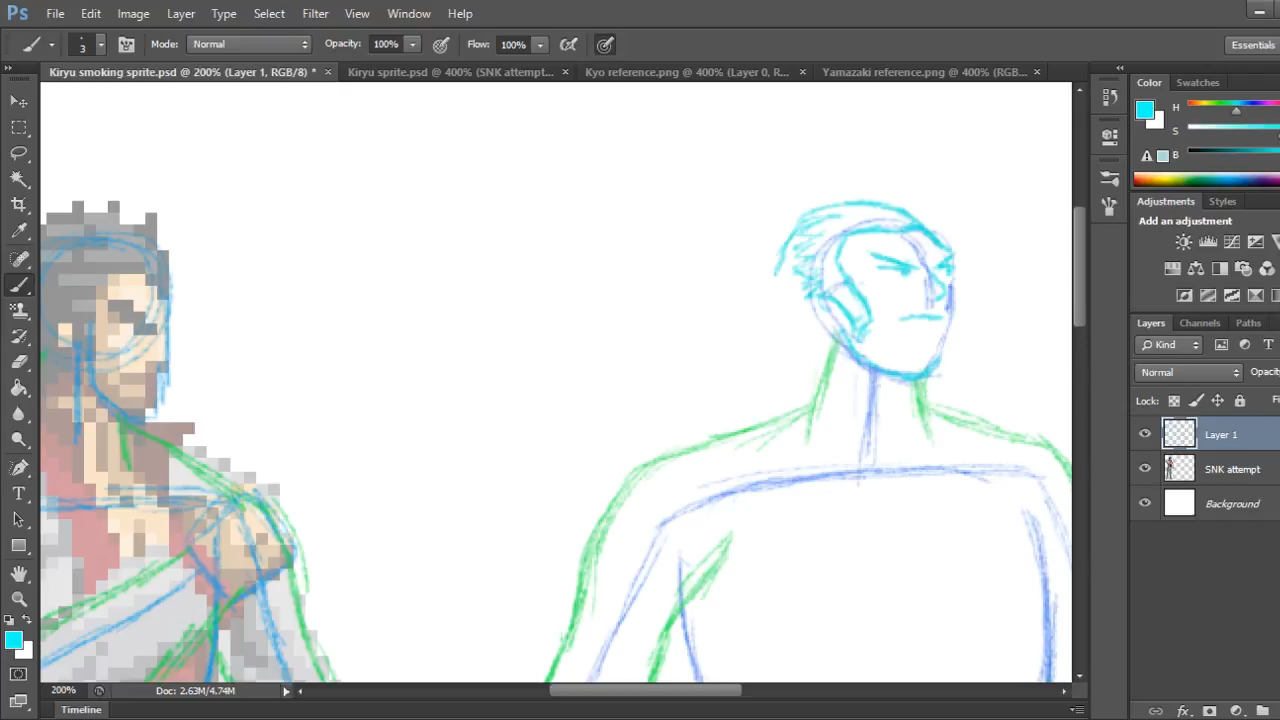 Ps File Edit Image Layer Type Select Filter View Window Help
3 Mode: Normal Opacity: 100% Flow: 100% Essentials
Kiryu smoking sprite.psd @ 200% (Layer 1, RGB/8) * × Kiryu sprite.psd @ 400% (SNK attempt... × Kyo reference.png @ 400% (Layer 0, R... × Yamazaki reference.png @ 400% (RGB... ×
Color Swatches
H
S
B
Adjustments Styles
Add an adjustment
Layers Channels Paths
Kind T
Normal Opacity
Lock:
Layer 1
SNK attempt
Background
fx
200% Doc: 2.63M/4.74M
Timeline